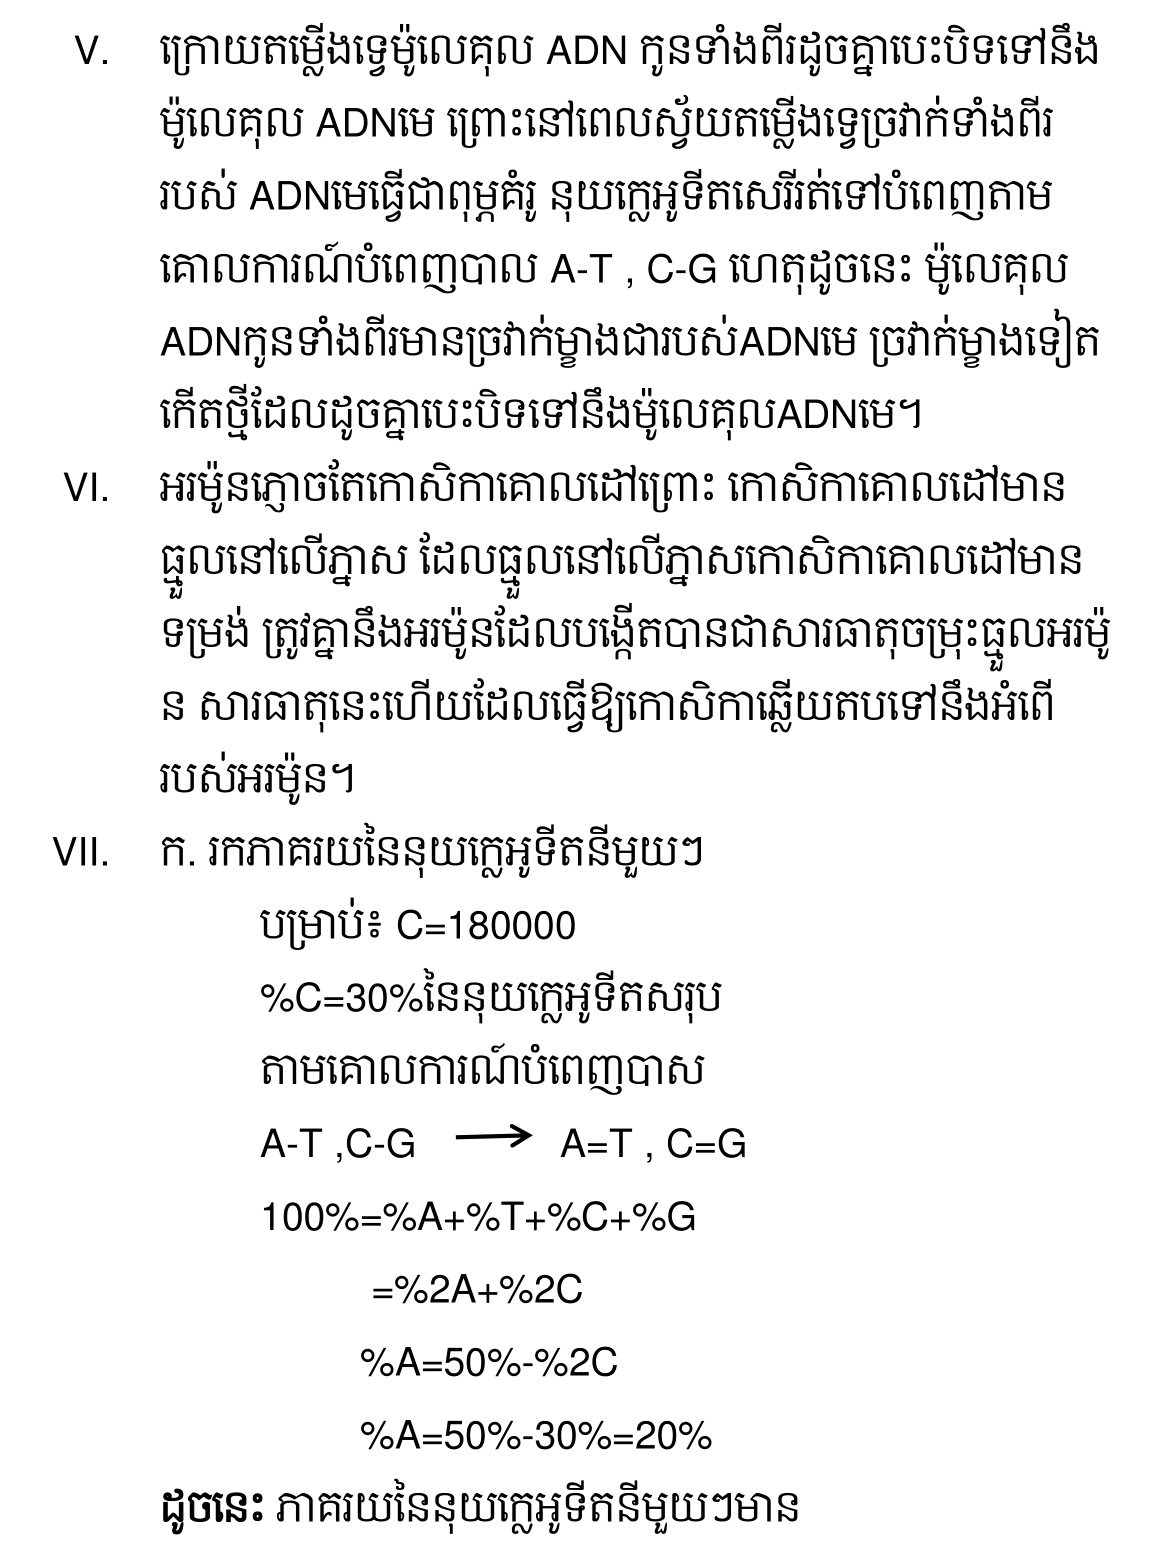 V. ក្រោយតម្លើងទ្វេម៉ូលេគុល ADN កូនទាំងពីរដូចគ្នាបេះបិទទៅនឹង
ម៉ូលេគុល ADNមេ ព្រោះនៅពេលស្វ័យតម្លើងទ្វេច្រវាក់ទាំងពីរ
របស់ ADNមេធ្វើជាពុម្ភគំរូ នុយក្លេអូទីតសេរីរត់ទៅបំពេញតាម
គោលការណ៍បំពេញបាល A-T , C-G ហេតុដូចនេះ ម៉ូលេគុល
ADNកូនទាំងពីរមានច្រវាក់ម្ខាងជារបស់ADNមេ ច្រវាក់ម្ខាងទៀត
កើតថ្មីដែលដូចគ្នាបេះបិទទៅនឹងម៉ូលេគុលADNមេ។
VI. អរម៉ូនភ្ញោចតែកោសិកាគោលដៅព្រោះ កោសិកាគោលដៅមាន
ធ្មួលនៅលើភ្នាស ដែលធ្មួលនៅលើភ្នាសកោសិកាគោលដៅមាន
ទម្រង់ ត្រូវគ្នានឹងអរម៉ូនដែលបង្កើតបានជាសារធាតុចម្រុះធ្មួលអរម៉ូ
ន សារធាតុនេះហើយដែលធ្វើឱ្យកោសិកាឆ្លើយតបទៅនឹងអំពើ
របស់អរម៉ូន។
VII. ក. រកភាគរយនៃនុយក្លេអូទីតនីមួយៗ
បម្រាប់៖ C=180000
%C=30%នៃនុយក្លេអូទីតសរុប
តាមគោលការណ៍បំពេញបាស
A-T ,C-G ⟶ A=T , C=G
100%=%A+%T+%C+%G
=%2A+%2C
%A=50%-%2C
%A=50%-30%=20%
ដូចនេះ ភាគរយនៃនុយក្លេអូទីតនីមួយៗមាន